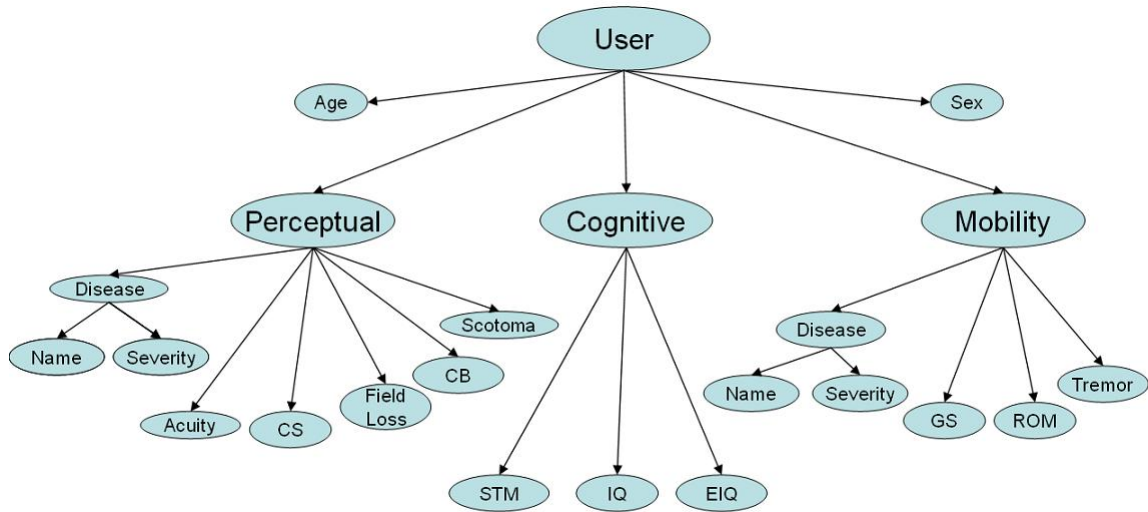 User
Age
Sex
Perceptual
Cognitive
Mobility
Disease
Name
Severity
Acuity
CS
Field
Loss
CB
Scotoma
STM
IQ
EIQ
Disease
Name
Severity
GS
ROM
Tremor